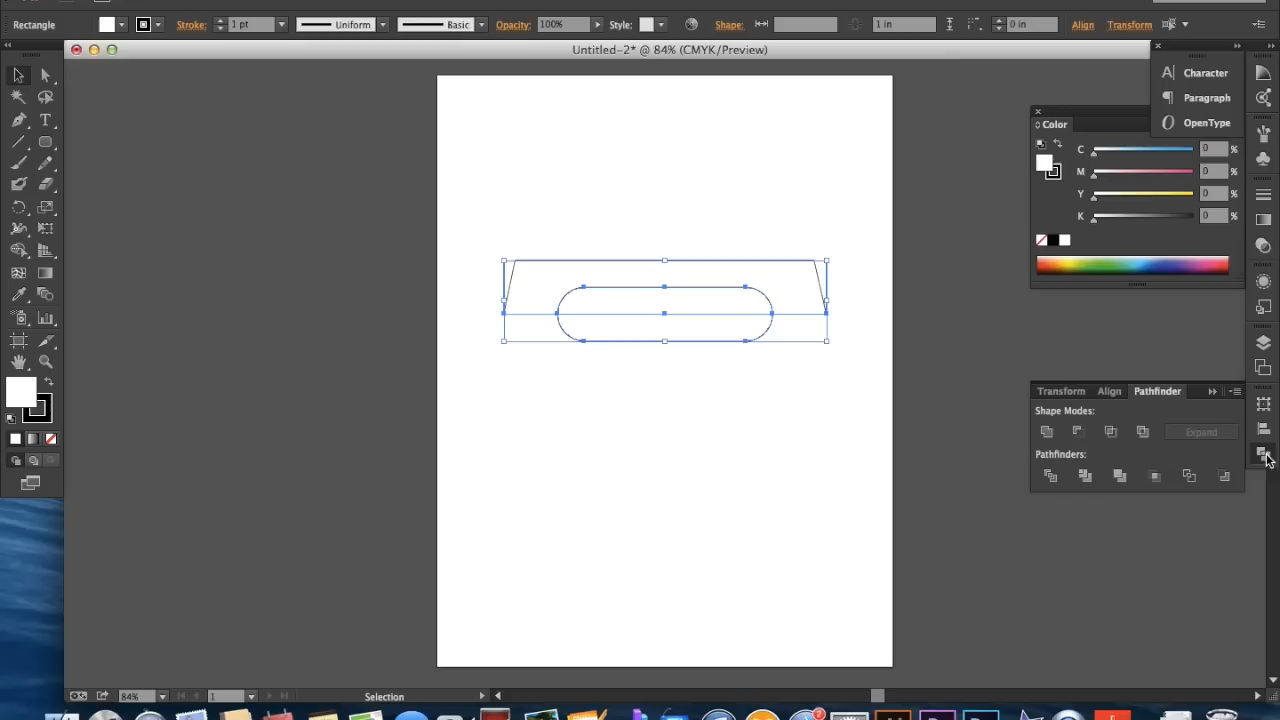 Rectangle Stroke: 1 pt Uniform Basic Opacity: 100% Style: Shape: 1 in 0 in Align Transform
Untitled-2* @ 84% (CMYK/Preview)
Character
Paragraph
OpenType
Color
C 0 %
M 0 %
Y 0 %
K 0 %
Transform Align Pathfinder
Shape Modes:
Expand
Pathfinders:
84% 1 Selection
2